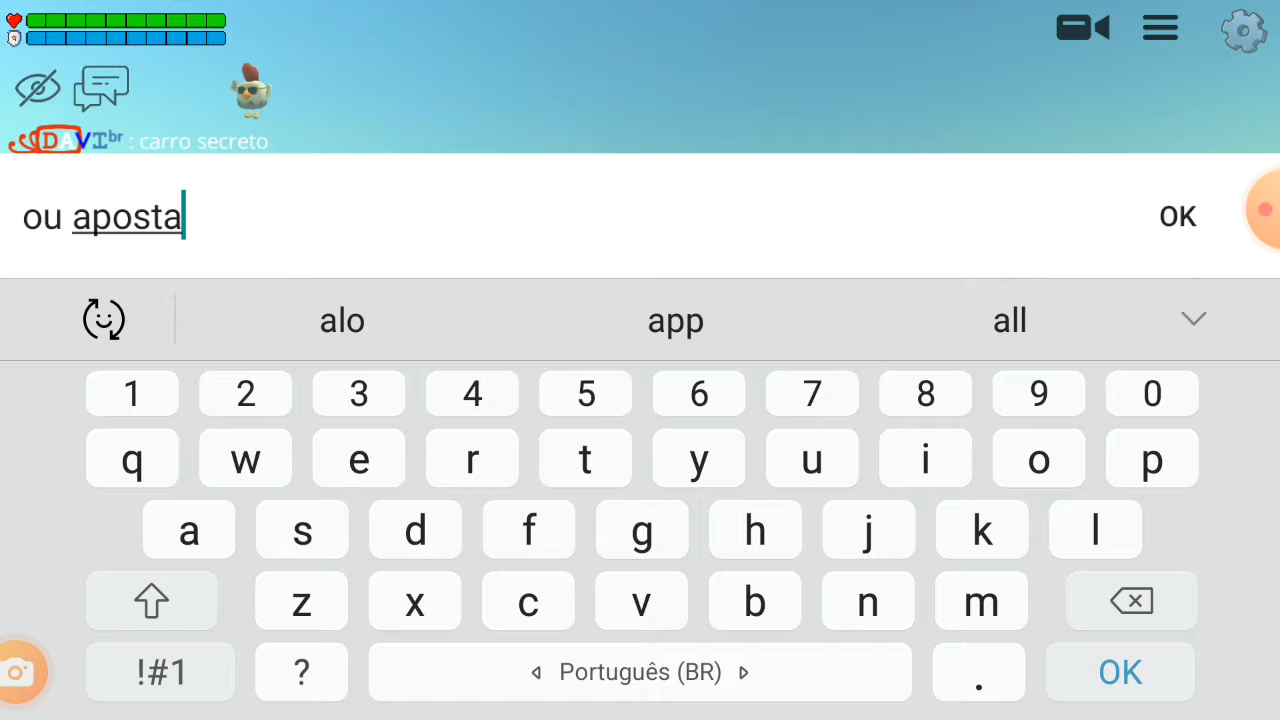 DAVIbr : carro secreto
ou aposta
OK
alo app all
1 2 3 4 5 6 7 8 9 0
q w e r t y u i o p
a s d f g h j k l
z x c v b n m
!#1 ? Português (BR) . OK